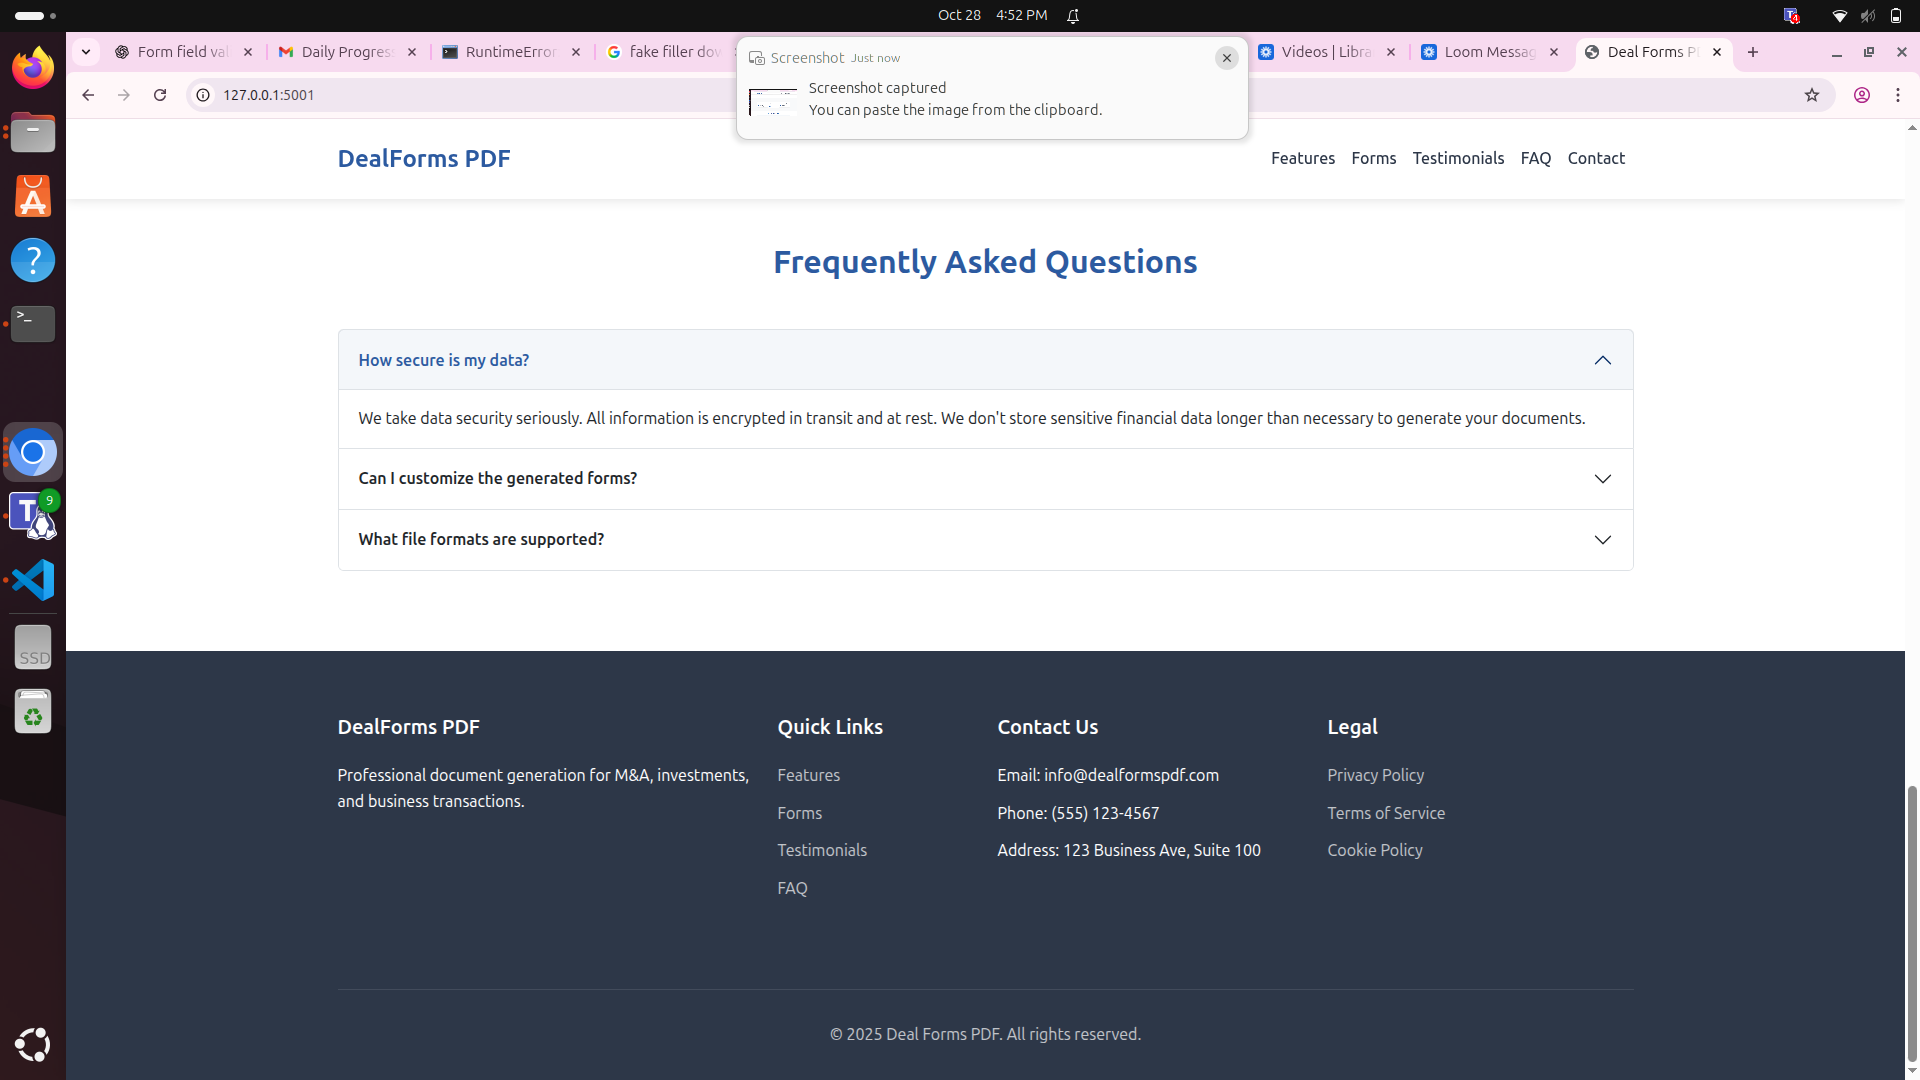 Oct 28 4:52 PM
Form field val
Daily Progres
RuntimeError
fake filler dow
Videos | Libra
Loom Messag
Deal Forms P
127.0.0.1:5001
Screenshot Just now
Screenshot captured
You can paste the image from the clipboard.
DealForms PDF
Features Forms Testimonials FAQ Contact
Frequently Asked Questions
How secure is my data?
We take data security seriously. All information is encrypted in transit and at rest. We don't store sensitive financial data longer than necessary to generate your documents.
Can I customize the generated forms?
What file formats are supported?
DealForms PDF
Professional document generation for M&A, investments,
and business transactions.
Quick Links
Features
Forms
Testimonials
FAQ
Contact Us
Email: info@dealformspdf.com
Phone: (555) 123-4567
Address: 123 Business Ave, Suite 100
Legal
Privacy Policy
Terms of Service
Cookie Policy
© 2025 Deal Forms PDF. All rights reserved.
>_
T 9
SSD
T 4